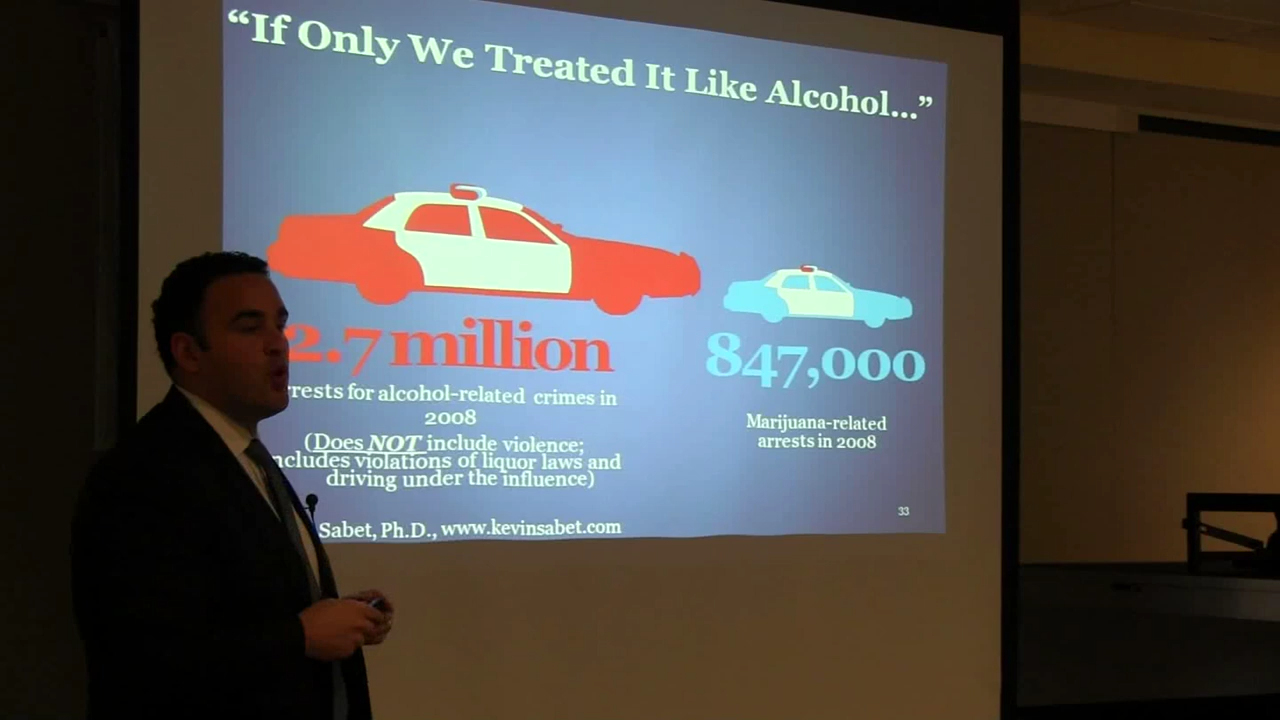 “If Only We Treated It Like Alcohol...”
2.7 million
rrests for alcohol-related crimes in
2008
(Does NOT include violence;
ncludes violations of liquor laws and
driving under the influence)
847,000
Marijuana-related
arrests in 2008
Sabet, Ph.D., www.kevinsabet.com
33